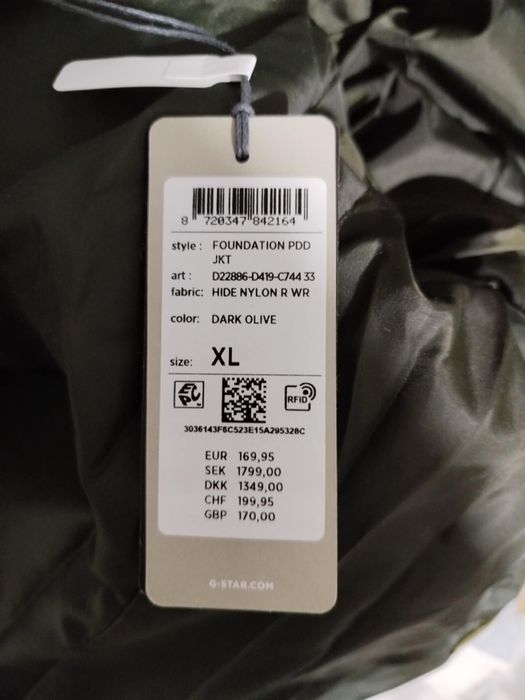 8 720347 842164
style : FOUNDATION PDD
JKT
art : D22886-D419-C744 33
fabric: HIDE NYLON R WR
color: DARK OLIVE
size: XL
EPC
RFID
3036143F6C523E15A295328C
EUR 169,95
SEK 1799,00
DKK 1349,00
CHF 199,95
GBP 170,00
G-STAR.COM